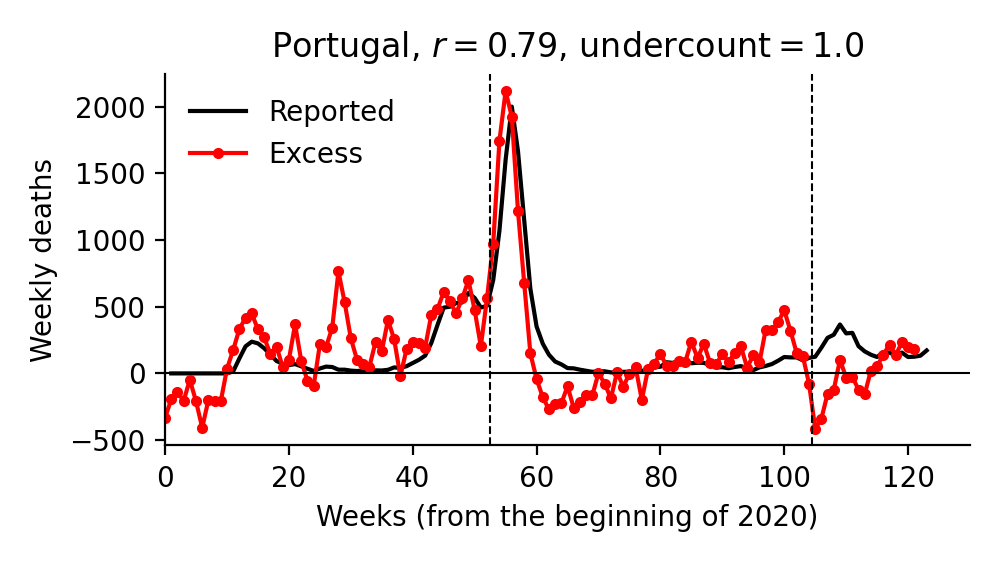 Portugal, r = 0.79, undercount = 1.0
Reported
Excess
Weekly deaths
2000
1500
1000
500
0
−500
0 20 40 60 80 100 120
Weeks (from the beginning of 2020)